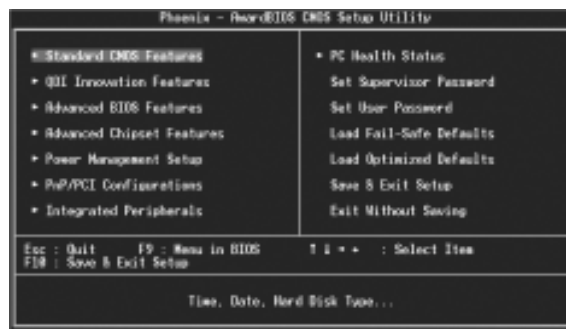 Phoenix - AwardBIOS CMOS Setup Utility
▸ Standard CMOS Features
▸ QDI Innovation Features
▸ Advanced BIOS Features
▸ Advanced Chipset Features
▸ Power Management Setup
▸ PnP/PCI Configurations
▸ Integrated Peripherals
▸ PC Health Status
Set Supervisor Password
Set User Password
Load Fail-Safe Defaults
Load Optimized Defaults
Save & Exit Setup
Exit Without Saving
Esc : Quit F9 : Menu in BIOS ↑ ↓ → ← : Select Item
F10 : Save & Exit Setup
Time, Date, Hard Disk Type...